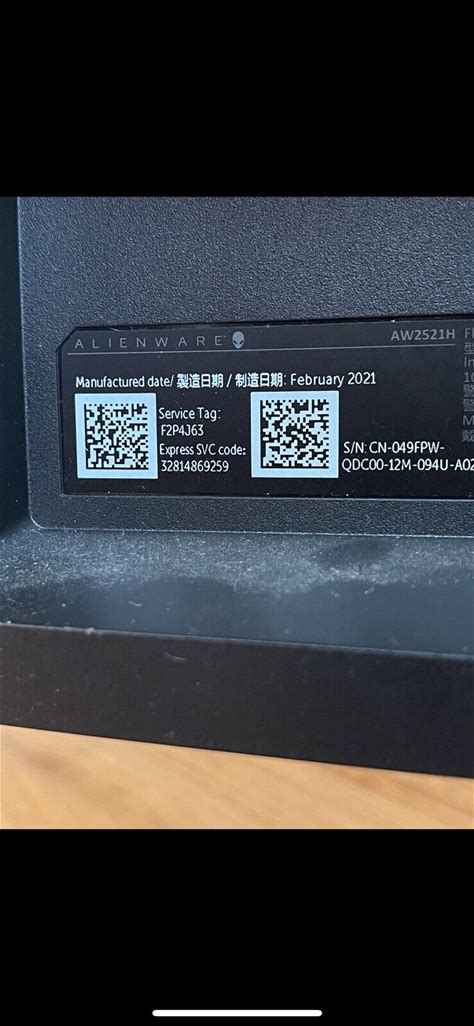 ALIENWARE
AW2521H
Manufactured date/ 製造日期 / 制造日期: February 2021
Service Tag:
F2P4J63
Express SVC code:
32814869259
S/N: CN-049FPW-
QDC00-12M-094U-A02